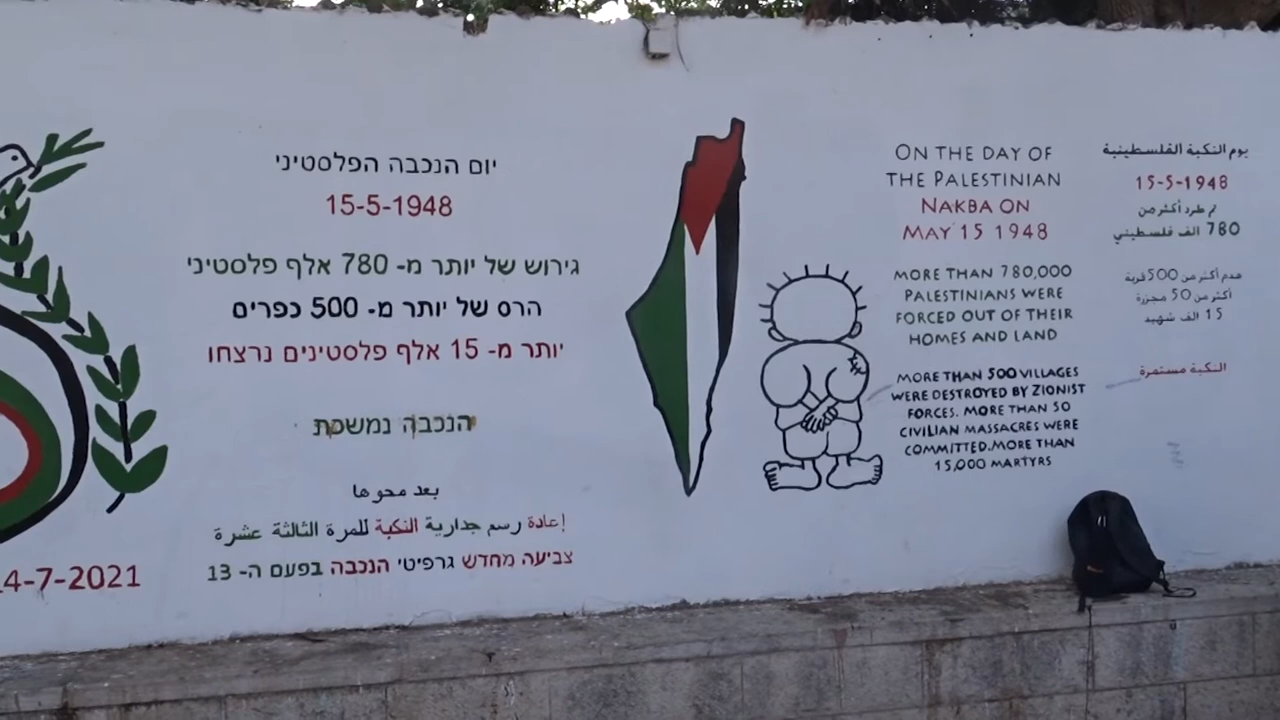 יום הנכבה הפלסטיני
15-5-1948
גירוש של יותר מ- 780 אלף פלסטיני
הרס של יותר מ- 500 כפרים
יותר מ- 15 אלף פלסטינים נרצחו
הנכבה נמשכת
بعد محوها
إعادة رسم جدارية النكبة للمرة الثالثة عشرة
צביעה מחדש גרפיטי הנכבה בפעם ה- 13
4-7-2021
ON THE DAY OF
THE PALESTINIAN
NAKBA ON
MAY 15 1948
MORE THAN 780,000
PALESTINIANS WERE
FORCED OUT OF THEIR
HOMES AND LAND
MORE THAN 500 VILLAGES
WERE DESTROYED BY ZIONIST
FORCES. MORE THAN 50
CIVILIAN MASSACRES WERE
COMMITTED.MORE THAN
15,000 MARTYRS
يوم النكبة الفلسطينية
15-5-1948
تم طرد أكثر من
780 الف فلسطيني
هدم أكثر من 500 قرية
أكثر من 50 مجزرة
15 الف شهيد
النكبة مستمرة